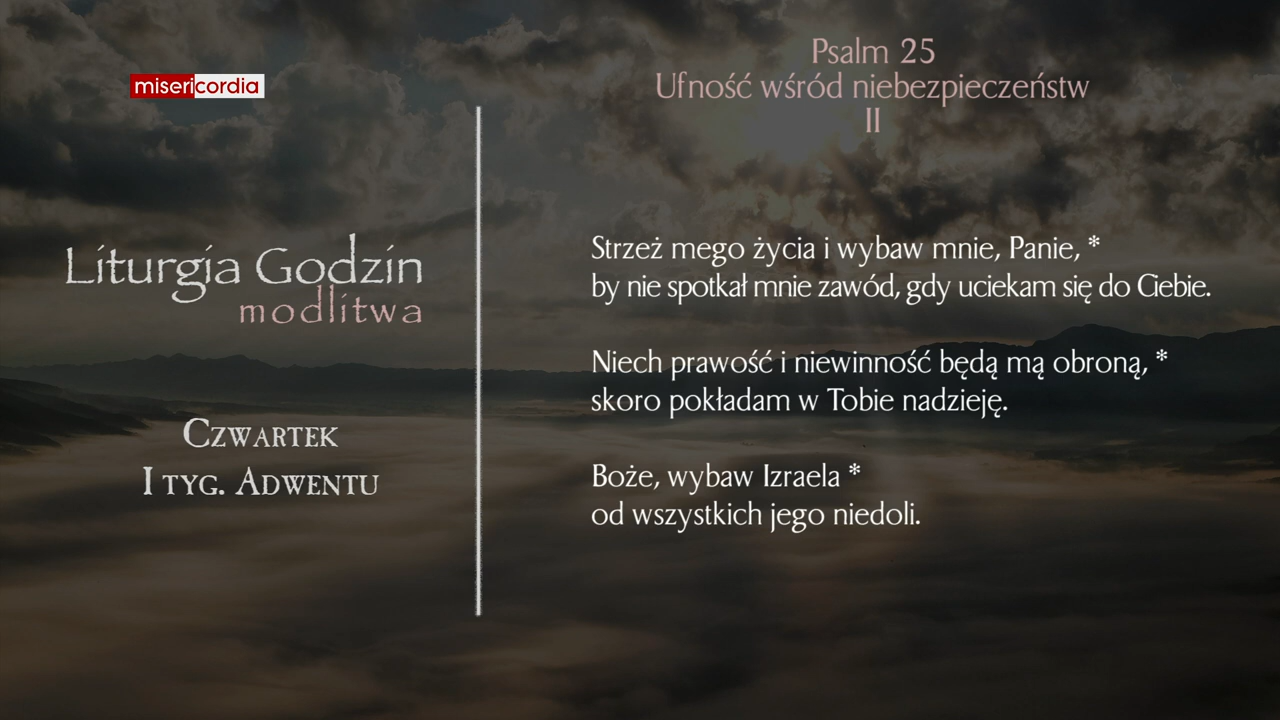 misericordia
Liturgia Godzin
modlitwa
Czwartek
I tyg. Adwentu
Psalm 25
Ufność wśród niebezpieczeństw
II
Strzeż mego życia i wybaw mnie, Panie, *
by nie spotkał mnie zawód, gdy uciekam się do Ciebie.
Niech prawość i niewinność będą mą obroną, *
skoro pokładam w Tobie nadzieję.
Boże, wybaw Izraela *
od wszystkich jego niedoli.